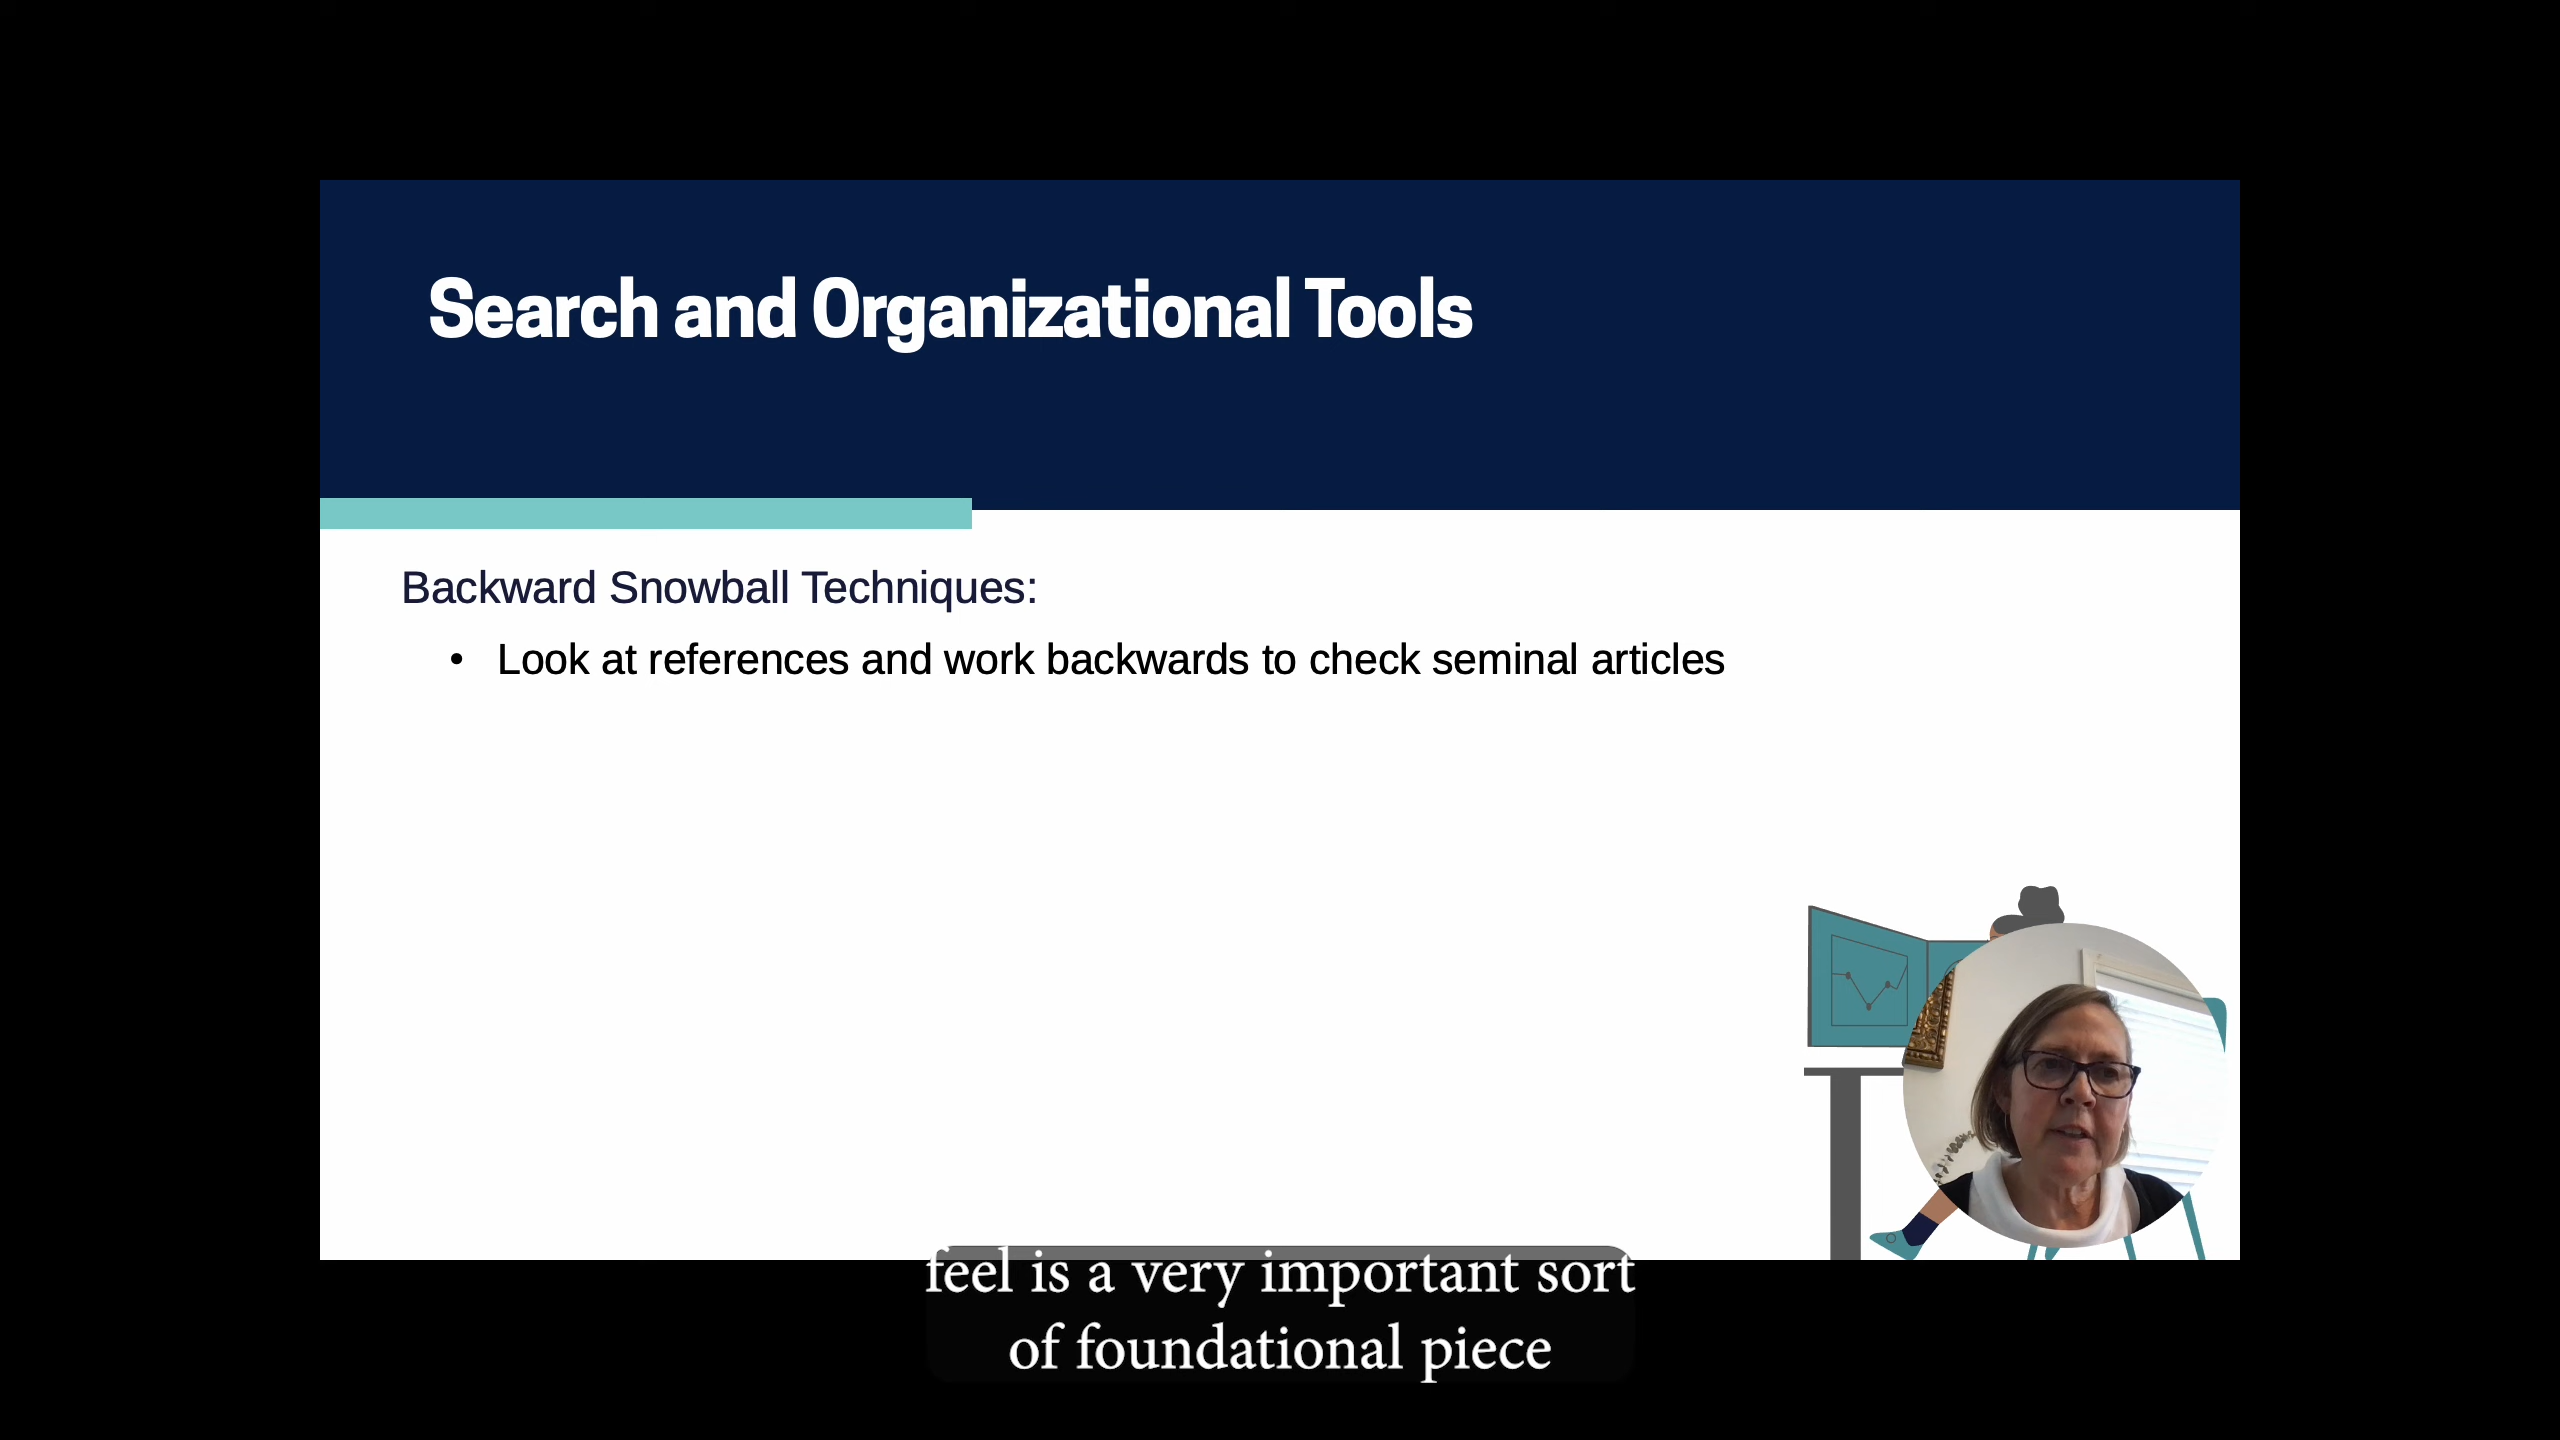 Search and Organizational Tools
Backward Snowball Techniques:
• Look at references and work backwards to check seminal articles
feel is a very important sort
of foundational piece